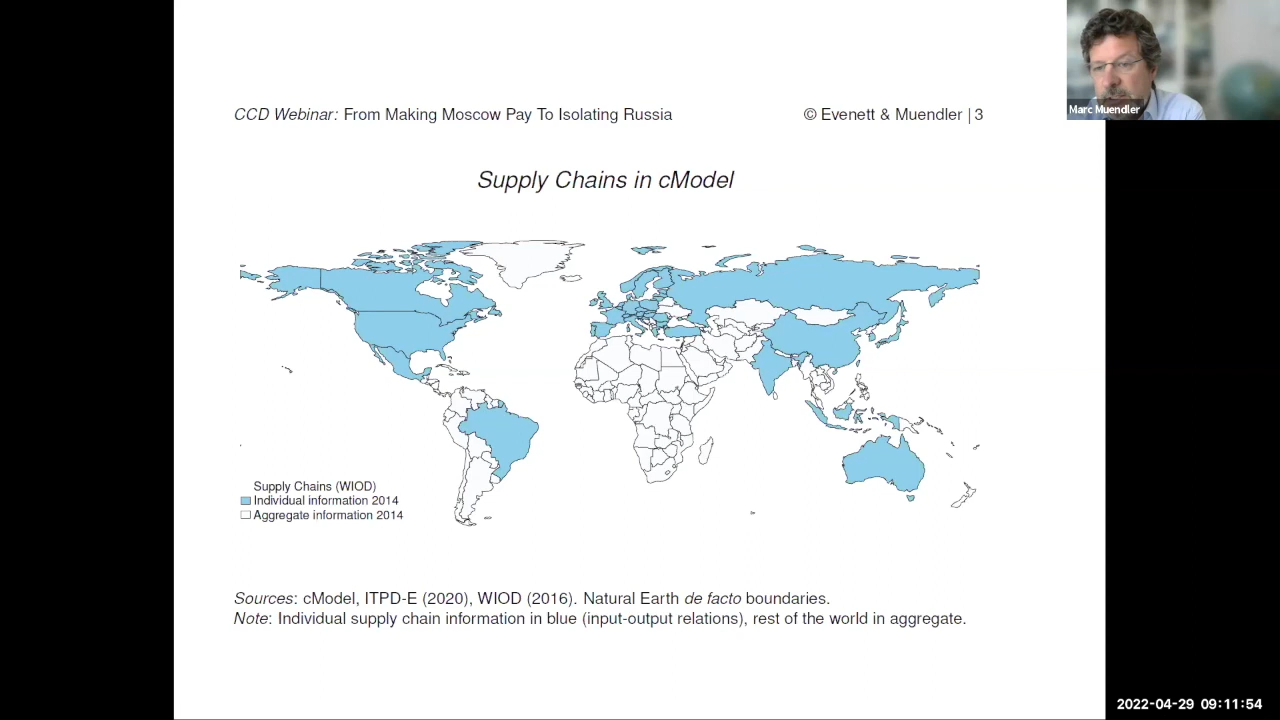 CCD Webinar: From Making Moscow Pay To Isolating Russia
© Evenett & Muendler | 3
Marc Muendler
Supply Chains in cModel
Supply Chains (WIOD)
Individual information 2014
Aggregate information 2014
Sources: cModel, ITPD-E (2020), WIOD (2016). Natural Earth de facto boundaries.
Note: Individual supply chain information in blue (input-output relations), rest of the world in aggregate.
2022-04-29 09:11:54